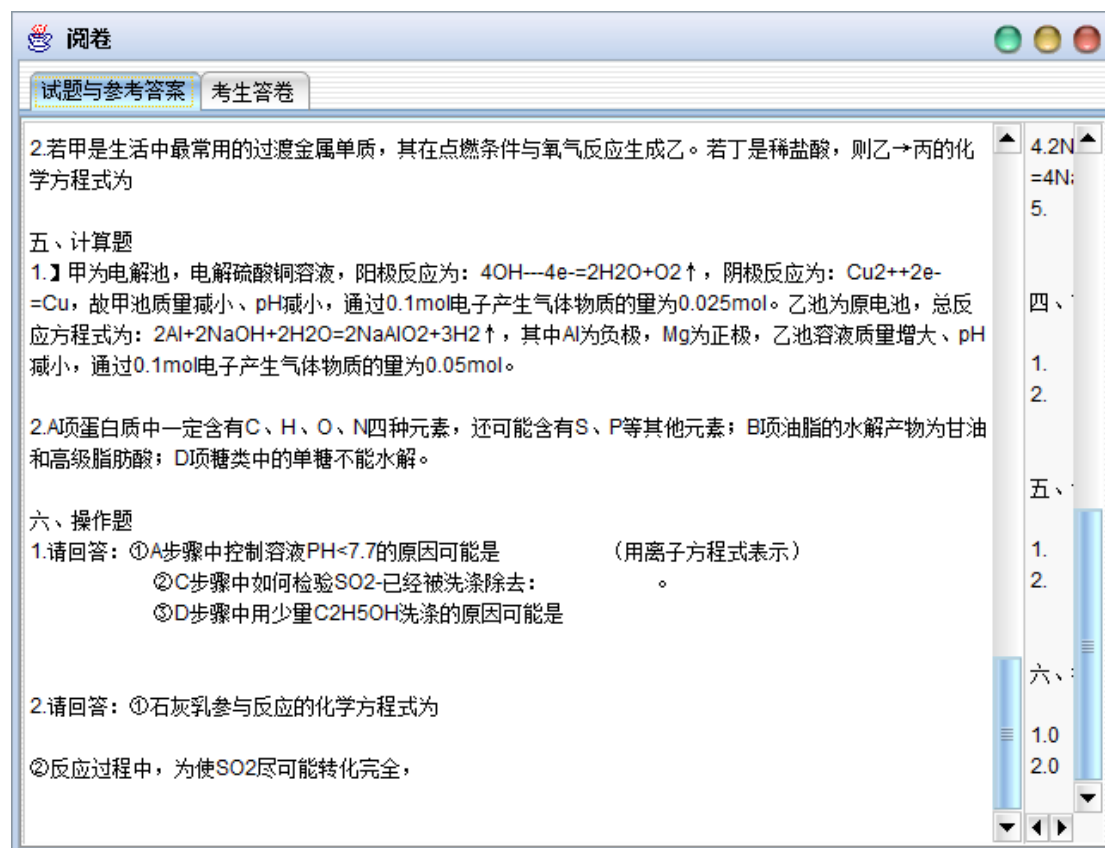 阅卷
试题与参考答案 考生答卷
2.若甲是生活中最常用的过渡金属单质，其在点燃条件与氧气反应生成乙。若丁是稀盐酸，则乙→丙的化
学方程式为
五、计算题
1.】甲为电解池，电解硫酸铜溶液，阳极反应为：4OH---4e-=2H2O+O2↑，阴极反应为：Cu2++2e-
=Cu，故甲池质量减小、pH减小，通过0.1mol电子产生气体物质的量为0.025mol。乙池为原电池，总反
应方程式为：2Al+2NaOH+2H2O=2NaAlO2+3H2↑，其中Al为负极，Mg为正极，乙池溶液质量增大、pH
减小，通过0.1mol电子产生气体物质的量为0.05mol。
2.A项蛋白质中一定含有C、H、O、N四种元素，还可能含有S、P等其他元素；B项油脂的水解产物为甘油
和高级脂肪酸；D项糖类中的单糖不能水解。
六、操作题
1.请回答：①A步骤中控制溶液PH<7.7的原因可能是 （用离子方程式表示）
②C步骤中如何检验SO2-已经被洗涤除去： 。
③D步骤中用少量C2H5OH洗涤的原因可能是
2.请回答：①石灰乳参与反应的化学方程式为
②反应过程中，为使SO2尽可能转化完全，
4.2N
=4Na
5.
四、
1.
2.
五、
1.
2.
六、
1.0
2.0